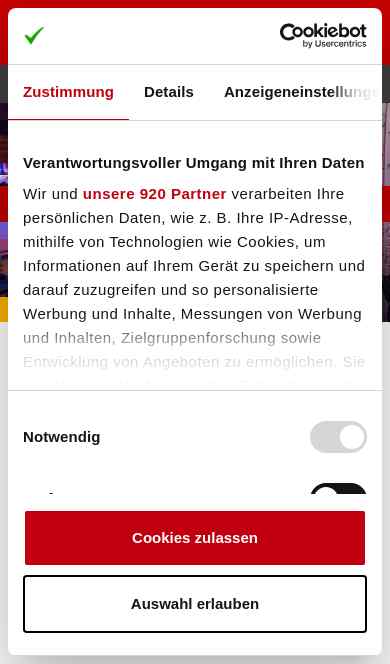 Cookiebot
by Usercentrics
Zustimmung
Details
Anzeigeneinstellung
Verantwortungsvoller Umgang mit Ihren Daten
Wir und unsere 920 Partner verarbeiten Ihre
persönlichen Daten, wie z. B. Ihre IP-Adresse,
mithilfe von Technologien wie Cookies, um
Informationen auf Ihrem Gerät zu speichern und
darauf zuzugreifen und so personalisierte
Werbung und Inhalte, Messungen von Werbung
und Inhalten, Zielgruppenforschung sowie
Entwicklung von Angeboten zu ermöglichen. Sie
Notwendig
Cookies zulassen
Auswahl erlauben